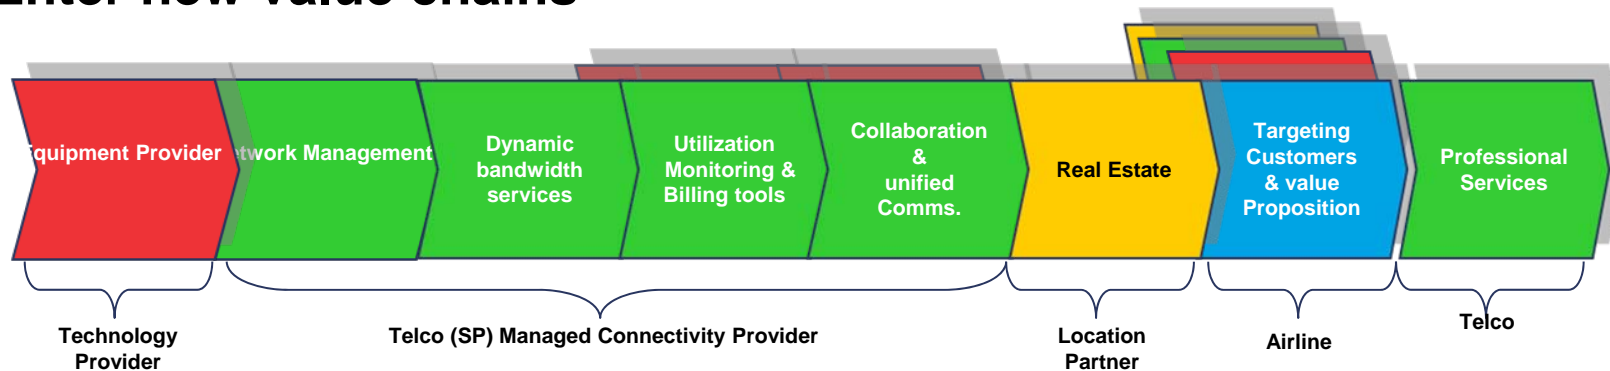 Enter new value chains
quipment Provider
twork Management
Dynamic
bandwidth
services
Utilization
Monitoring &
Billing tools
Collaboration
&
unified
Comms.
Real Estate
Targeting
Customers
& value
Proposition
Professional
Services
Technology
Provider
Telco (SP) Managed Connectivity Provider
Location
Partner
Airline
Telco